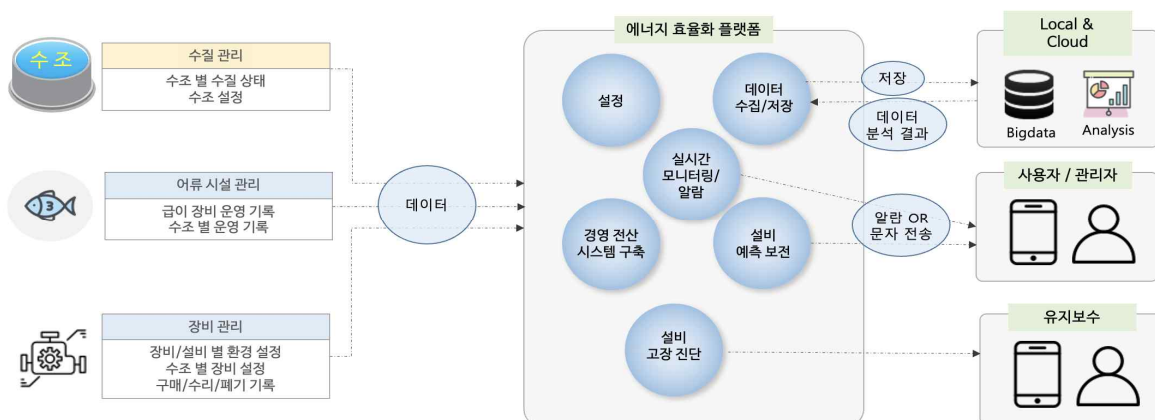 수 조
수질 관리
수조 별 수질 상태
수조 설정
3
어류 시설 관리
급이 장비 운영 기록
수조 별 운영 기록
장비 관리
장비/설비 별 환경 설정
수조 별 장비 설정
구매/수리/폐기 기록
데이터
에너지 효율화 플랫폼
설정
데이터
수집/저장
실시간
모니터링/
알람
경영 전산
시스템 구축
설비
예측 보전
설비
고장 진단
저장
데이터
분석 결과
알란 OR
문자 전송
Local &
Cloud
Bigdata
Analysis
사용자 / 관리자
유지보수